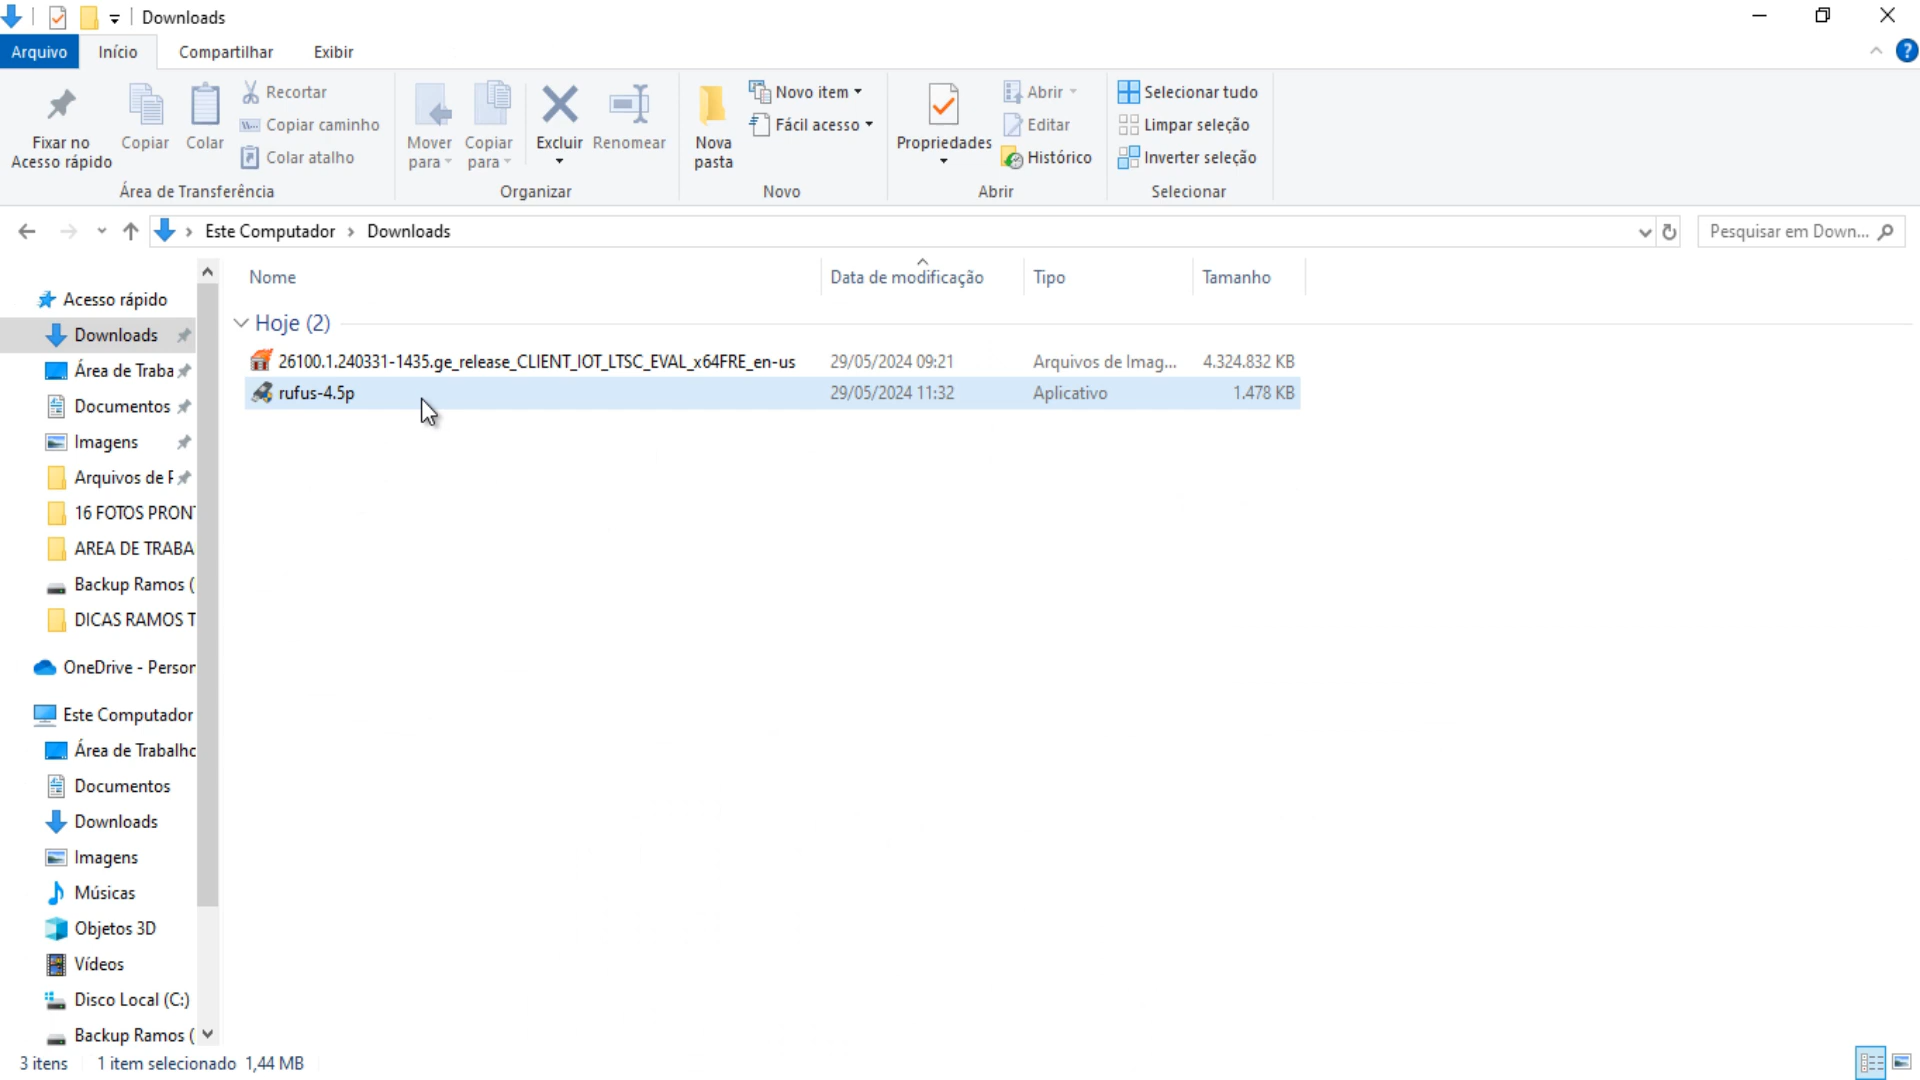 Downloads
Arquivo Início Compartilhar Exibir
Fixar no
Acesso rápido
Copiar
Colar
Recortar
Copiar caminho
Colar atalho
Área de Transferência
Mover
para
Copiar
para
Excluir
Renomear
Organizar
Nova
pasta
Novo item
Fácil acesso
Novo
Propriedades
Abrir
Editar
Histórico
Abrir
Selecionar tudo
Limpar seleção
Inverter seleção
Selecionar
Este Computador › Downloads
Pesquisar em Down...
Nome Data de modificação Tipo Tamanho
Hoje (2)
26100.1.240331-1435.ge_release_CLIENT_IOT_LTSC_EVAL_x64FRE_en-us 29/05/2024 09:21 Arquivos de Imag... 4.324.832 KB
rufus-4.5p 29/05/2024 11:32 Aplicativo 1.478 KB
Acesso rápido
Downloads
Área de Traba
Documentos
Imagens
Arquivos de
16 FOTOS PRON
AREA DE TRABA
Backup Ramos (
DICAS RAMOS T
OneDrive - Person
Este Computador
Área de Trabalho
Documentos
Downloads
Imagens
Músicas
Objetos 3D
Vídeos
Disco Local (C:)
Backup Ramos (
3 itens 1 item selecionado 1,44 MB